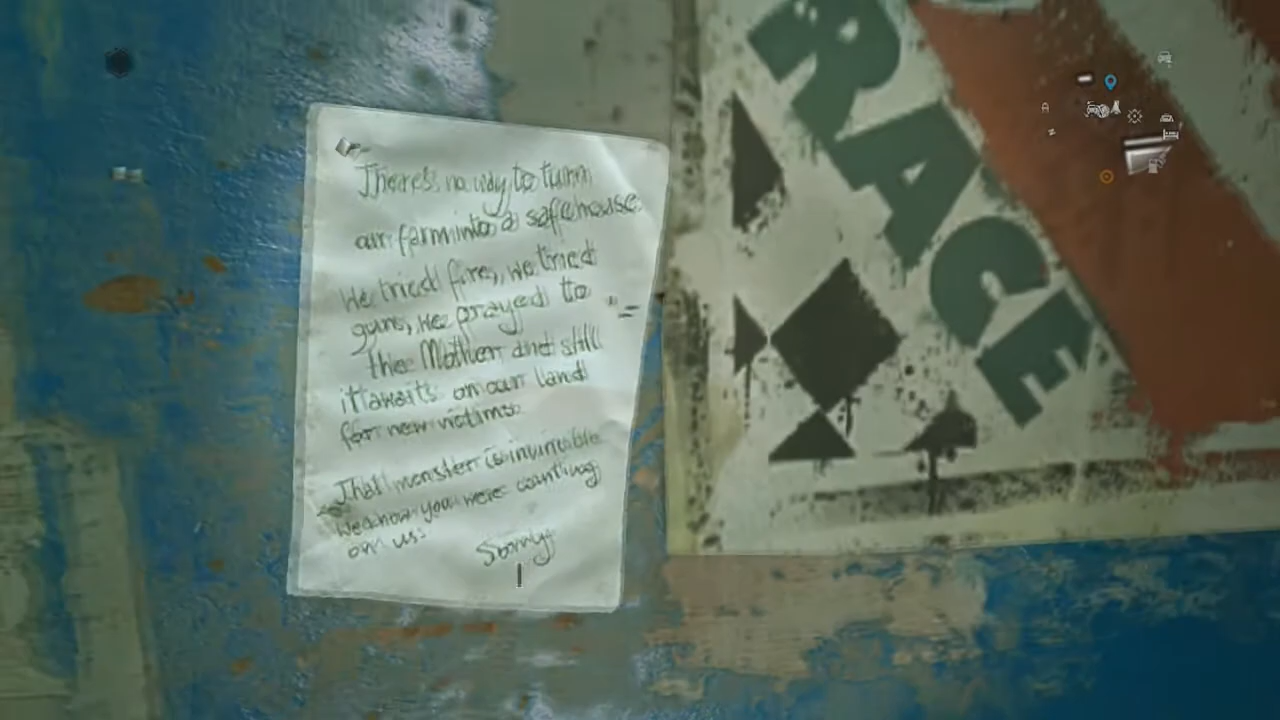 There's no way to turn
our farm into a safehouse.
We tried fire, we tried
guns, we prayed to
the Mother and still
it awaits on our land
for new victims.
That monster is invincible
We know you were counting
on us.
Sorry
RACE